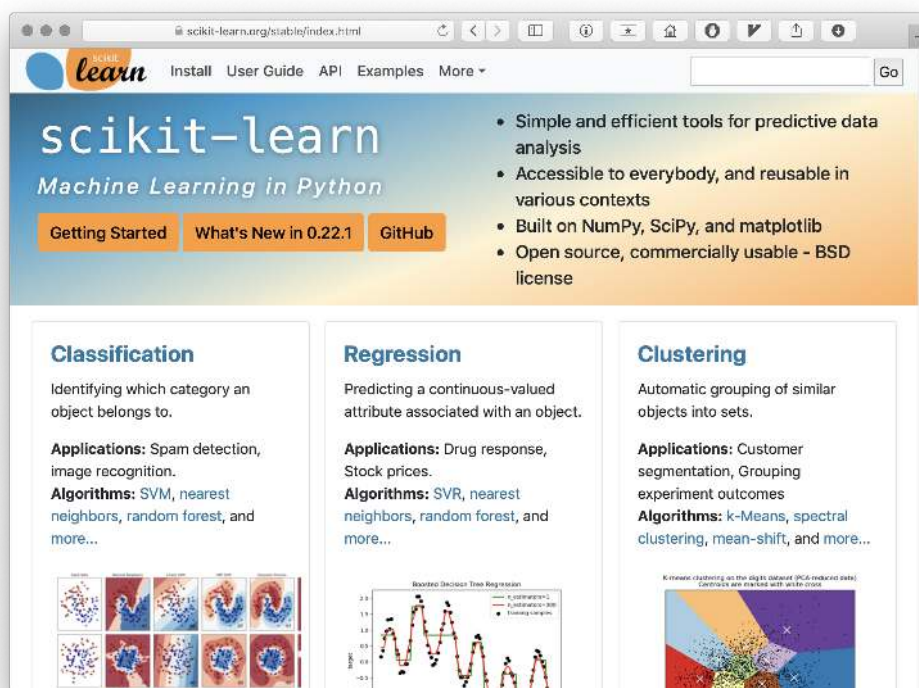 scikit-learn.org/stable/index.html
scikit
learn
Install User Guide API Examples More
Go
scikit-learn
Machine Learning in Python
Getting Started What's New in 0.22.1 GitHub
• Simple and efficient tools for predictive data
analysis
• Accessible to everybody, and reusable in
various contexts
• Built on NumPy, SciPy, and matplotlib
• Open source, commercially usable - BSD
license
Classification
Identifying which category an
object belongs to.
Applications: Spam detection,
image recognition.
Algorithms: SVM, nearest
neighbors, random forest, and
more...
Regression
Predicting a continuous-valued
attribute associated with an object.
Applications: Drug response,
Stock prices.
Algorithms: SVR, nearest
neighbors, random forest, and
more...
Boosted Decision Tree Regression
n_estimators=1
n_estimators=300
training samples
target
Clustering
Automatic grouping of similar
objects into sets.
Applications: Customer
segmentation, Grouping
experiment outcomes
Algorithms: k-Means, spectral
clustering, mean-shift, and more...
K-means clustering on the digits dataset (PCA-reduced data)
Centroids are marked with white cross